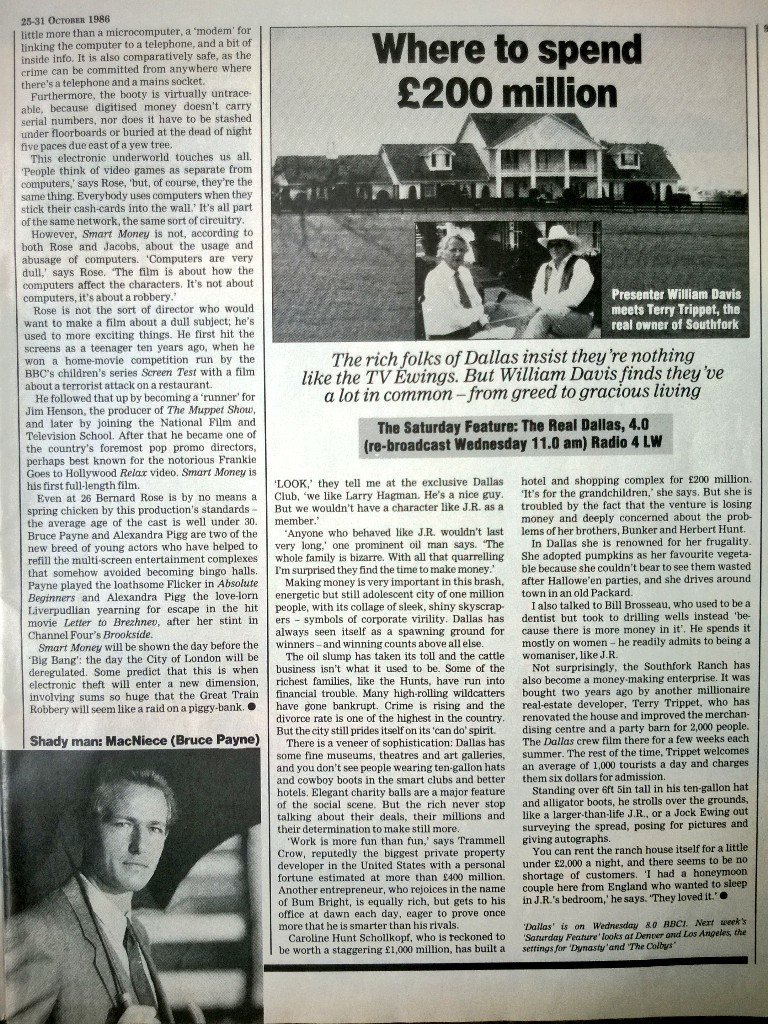 25-31 OCTOBER 1986
little more than a microcomputer, a 'modem' for
linking the computer to a telephone, and a bit of
inside info. It is also comparatively safe, as the
crime can be committed from anywhere where
there's a telephone and a mains socket.
Furthermore, the booty is virtually untrace-
able, because digitised money doesn't carry
serial numbers, nor does it have to be stashed
under floorboards or buried at the dead of night
five paces due east of a yew tree.
This electronic underworld touches us all.
'People think of video games as separate from
computers,' says Rose, 'but, of course, they're the
same thing. Everybody uses computers when they
stick their cash-cards into the wall.' It's all part
of the same network, the same sort of circuitry.
However, Smart Money is not, according to
both Rose and Jacobs, about the usage and
abusage of computers. 'Computers are very
dull,' says Rose. 'The film is about how the
computers affect the characters. It's not about
computers, it's about a robbery.'
Rose is not the sort of director who would
want to make a film about a dull subject; he's
used to more exciting things. He first hit the
screens as a teenager ten years ago, when he
won a home-movie competition run by the
BBC's children's series Screen Test with a film
about a terrorist attack on a restaurant.
He followed that up by becoming a 'runner' for
Jim Henson, the producer of The Muppet Show,
and later by joining the National Film and
Television School. After that he became one of
the country's foremost pop promo directors,
perhaps best known for the notorious Frankie
Goes to Hollywood Relax video. Smart Money is
his first full-length film.
Even at 26 Bernard Rose is by no means a
spring chicken by this production's standards –
the average age of the cast is well under 30.
Bruce Payne and Alexandra Pigg are two of the
new breed of young actors who have helped to
refill the multi-screen entertainment complexes
that somehow avoided becoming bingo halls.
Payne played the loathsome Flicker in Absolute
Beginners and Alexandra Pigg the love-lorn
Liverpudlian yearning for escape in the hit
movie Letter to Brezhnev, after her stint in
Channel Four's Brookside.
Smart Money will be shown the day before the
'Big Bang': the day the City of London will be
deregulated. Some predict that this is when
electronic theft will enter a new dimension,
involving sums so huge that the Great Train
Robbery will seem like a raid on a piggy-bank. ●
Shady man: MacNiece (Bruce Payne)
Where to spend
£200 million
Presenter William Davis
meets Terry Trippet, the
real owner of Southfork
The rich folks of Dallas insist they're nothing
like the TV Ewings. But William Davis finds they've
a lot in common – from greed to gracious living
The Saturday Feature: The Real Dallas, 4.0
(re-broadcast Wednesday 11.0 am) Radio 4 LW
'LOOK,' they tell me at the exclusive Dallas
Club, 'we like Larry Hagman. He's a nice guy.
But we wouldn't have a character like J.R. as a
member.'
'Anyone who behaved like J.R. wouldn't last
very long,' one prominent oil man says. 'The
whole family is bizarre. With all that quarrelling
I'm surprised they find the time to make money.'
Making money is very important in this brash,
energetic but still adolescent city of one million
people, with its collage of sleek, shiny skyscrap-
ers – symbols of corporate virility. Dallas has
always seen itself as a spawning ground for
winners – and winning counts above all else.
The oil slump has taken its toll and the cattle
business isn't what it used to be. Some of the
richest families, like the Hunts, have run into
financial trouble. Many high-rolling wildcatters
have gone bankrupt. Crime is rising and the
divorce rate is one of the highest in the country.
But the city still prides itself on its 'can do' spirit.
There is a veneer of sophistication: Dallas has
some fine museums, theatres and art galleries,
and you don't see people wearing ten-gallon hats
and cowboy boots in the smart clubs and better
hotels. Elegant charity balls are a major feature
of the social scene. But the rich never stop
talking about their deals, their millions and
their determination to make still more.
'Work is more fun than fun,' says Trammell
Crow, reputedly the biggest private property
developer in the United States with a personal
fortune estimated at more than £400 million.
Another entrepreneur, who rejoices in the name
of Bum Bright, is equally rich, but gets to his
office at dawn each day, eager to prove once
more that he is smarter than his rivals.
Caroline Hunt Schollkopf, who is reckoned to
be worth a staggering £1,000 million, has built a
hotel and shopping complex for £200 million.
'It's for the grandchildren,' she says. But she is
troubled by the fact that the venture is losing
money and deeply concerned about the prob-
lems of her brothers, Bunker and Herbert Hunt.
In Dallas she is renowned for her frugality.
She adopted pumpkins as her favourite vegeta-
ble because she couldn't bear to see them wasted
after Hallowe'en parties, and she drives around
town in an old Packard.
I also talked to Bill Brosseau, who used to be a
dentist but took to drilling wells instead 'be-
cause there is more money in it'. He spends it
mostly on women – he readily admits to being a
womaniser, like J.R.
Not surprisingly, the Southfork Ranch has
also become a money-making enterprise. It was
bought two years ago by another millionaire
real-estate developer, Terry Trippet, who has
renovated the house and improved the merchan-
dising centre and a party barn for 2,000 people.
The Dallas crew film there for a few weeks each
summer. The rest of the time, Trippet welcomes
an average of 1,000 tourists a day and charges
them six dollars for admission.
Standing over 6ft 5in tall in his ten-gallon hat
and alligator boots, he strolls over the grounds,
like a larger-than-life J.R., or a Jock Ewing out
surveying the spread, posing for pictures and
giving autographs.
You can rent the ranch house itself for a little
under £2,000 a night, and there seems to be no
shortage of customers. 'I had a honeymoon
couple here from England who wanted to sleep
in J.R.'s bedroom,' he says. 'They loved it.' ●
'Dallas' is on Wednesday 8.0 BBC1. Next week's
'Saturday Feature' looks at Denver and Los Angeles, the
settings for 'Dynasty' and 'The Colbys'